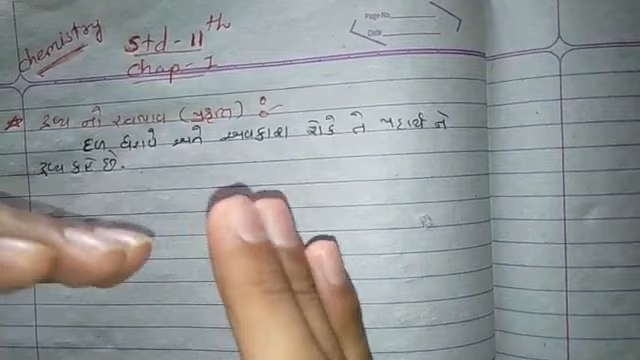 chemistry
Std-11th
Chap-1
Page No.
Date
* દ્રવ્ય નો સ્વભાવ (પ્રકૃતિ) :-
દળ ધરાવે અને અવકાશ રોકે તે પદાર્થ ને
દ્રવ્ય કહે છે.